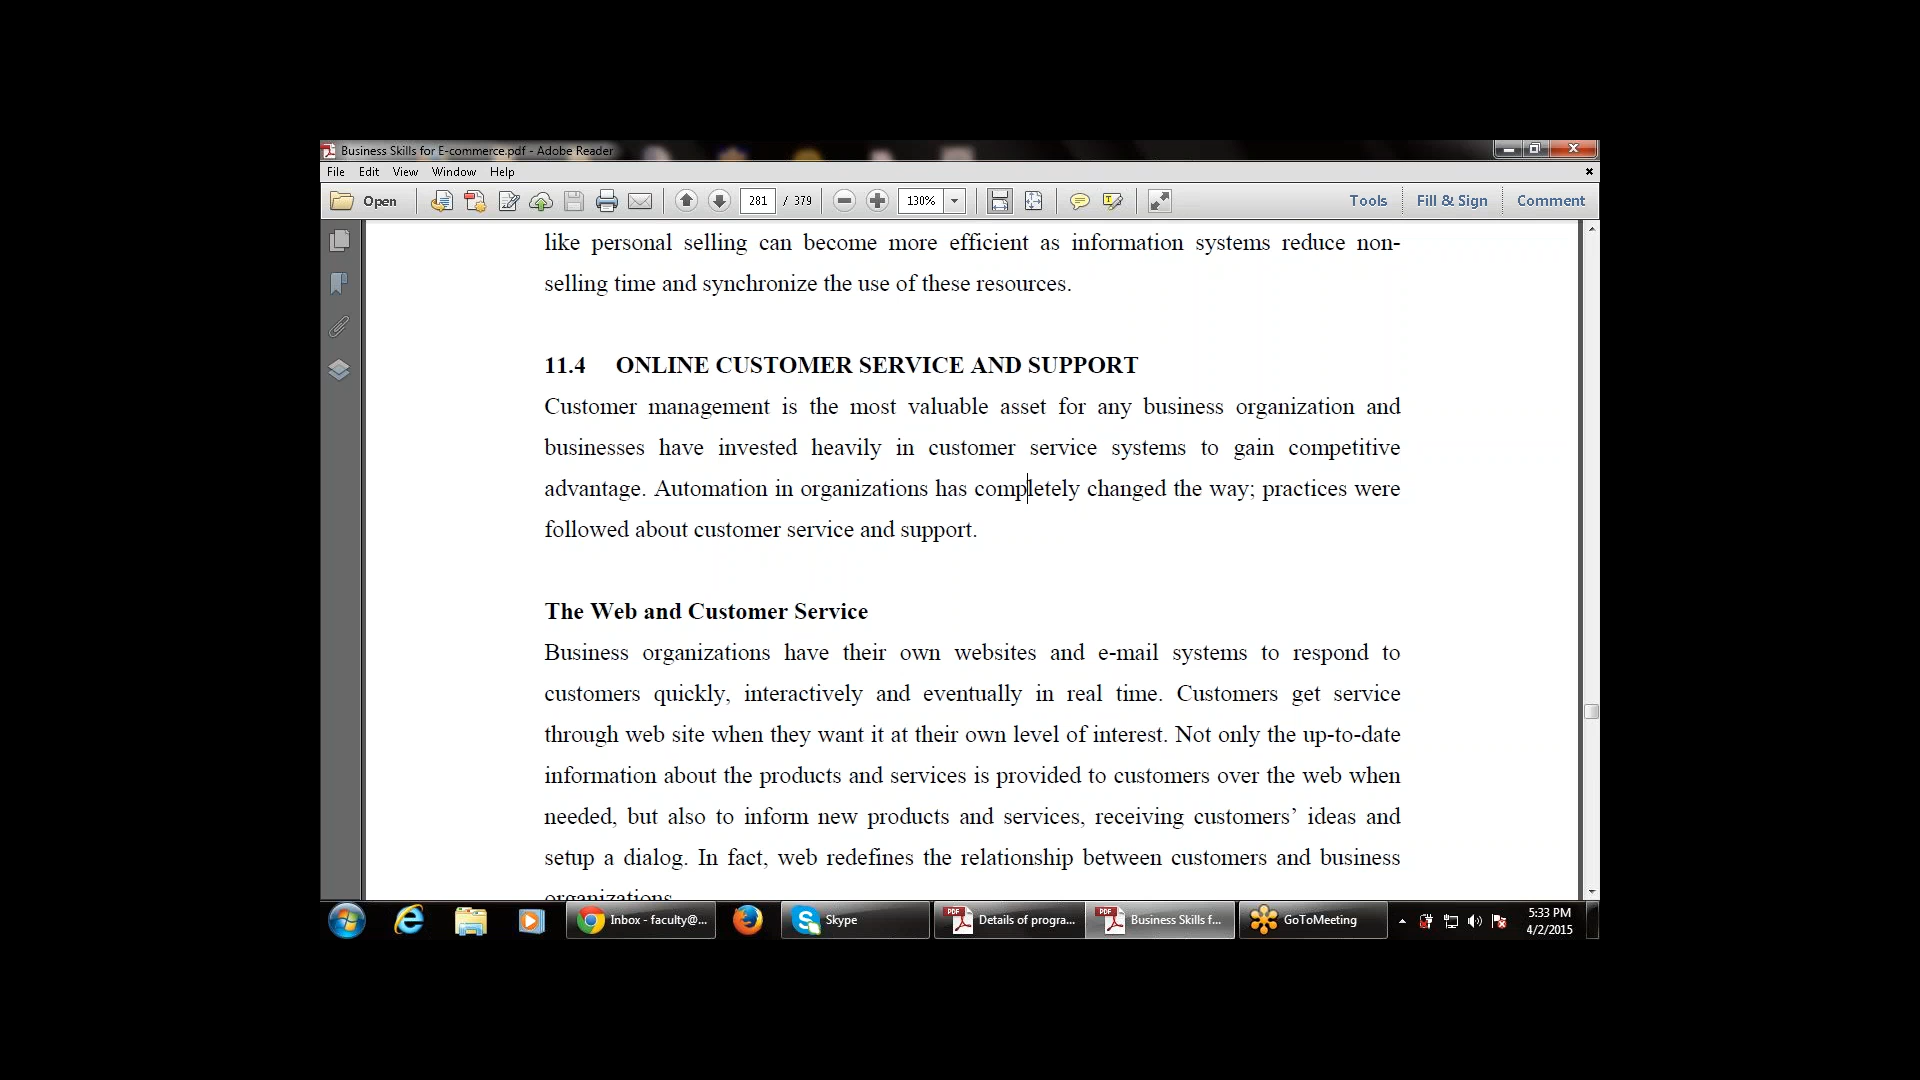 Business Skills for E-commerce.pdf - Adobe Reader
File Edit View Window Help
Open 281 / 379 130% Tools Fill & Sign Comment
like personal selling can become more efficient as information systems reduce non-
selling time and synchronize the use of these resources.
11.4 ONLINE CUSTOMER SERVICE AND SUPPORT
Customer management is the most valuable asset for any business organization and
businesses have invested heavily in customer service systems to gain competitive
advantage. Automation in organizations has completely changed the way; practices were
followed about customer service and support.
The Web and Customer Service
Business organizations have their own websites and e-mail systems to respond to
customers quickly, interactively and eventually in real time. Customers get service
through web site when they want it at their own level of interest. Not only the up-to-date
information about the products and services is provided to customers over the web when
needed, but also to inform new products and services, receiving customers’ ideas and
setup a dialog. In fact, web redefines the relationship between customers and business
organizations.
Inbox - faculty@... Skype Details of progra... Business Skills f... GoToMeeting 5:33 PM
4/2/2015